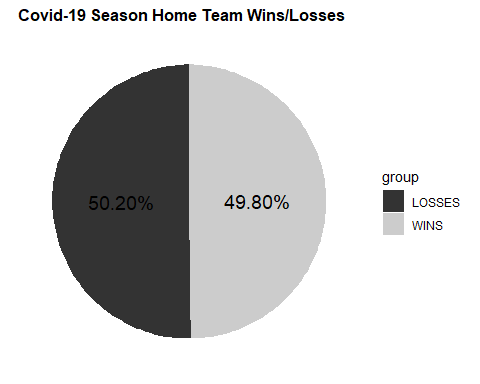 Covid-19 Season Home Team Wins/Losses
50.20%
49.80%
group
LOSSES
WINS